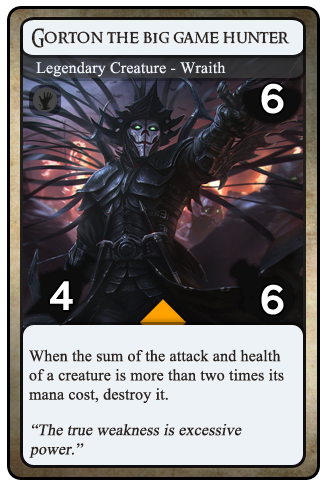 Gorton the big game hunter
Legendary Creature - Wraith
6
4
6
When the sum of the attack and health
of a creature is more than two times its
mana cost, destroy it.
“The true weakness is excessive
power.”